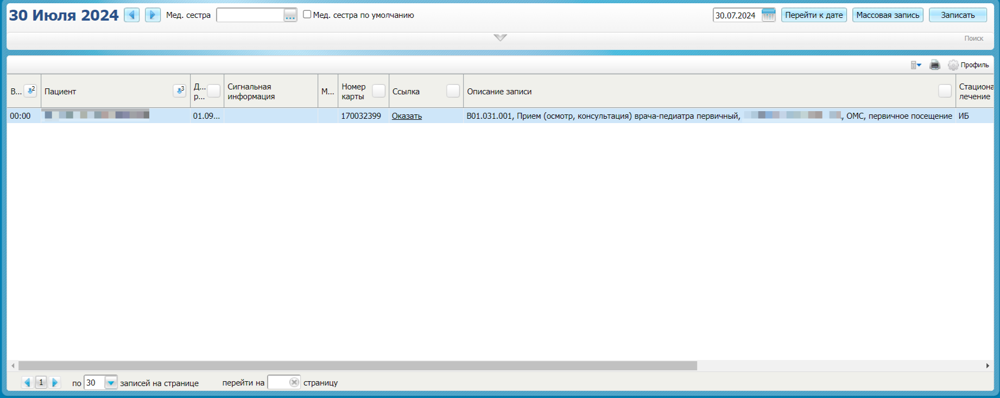 30 Июля 2024 Мед. сестра ... Мед. сестра по умолчанию 30.07.2024 Перейти к дате Массовая запись Записать
Поиск
Профиль
В... 2 Пациент 3 Д... р... Сигнальная информация М... Номер карты Ссылка Описание записи Стациона лечение
00:00 01.09... 170032399 Оказать B01.031.001, Прием (осмотр, консультация) врача-педиатра первичный, , ОМС, первичное посещение ИБ
1 по 30 записей на странице перейти на страницу